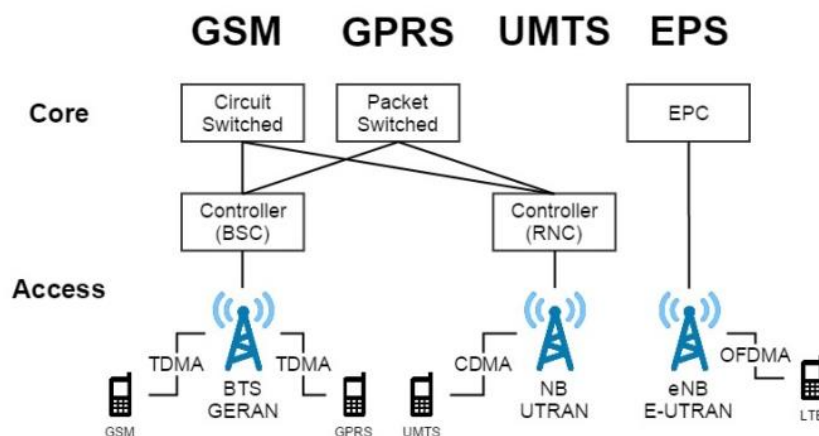 GSM GPRS UMTS EPS
Core
Circuit
Switched
Packet
Switched
EPC
Controller
(BSC)
Controller
(RNC)
Access
TDMA
TDMA
CDMA
OFDMA
BTS
GERAN
NB
UTRAN
eNB
E-UTRAN
GSM
GPRS
UMTS
LTE